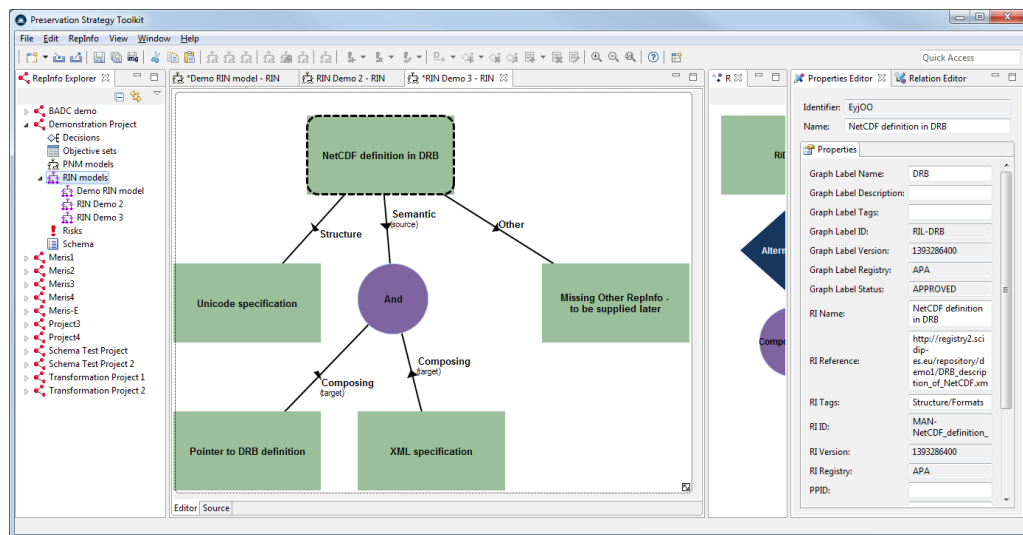 Preservation Strategy Toolkit
File Edit RepInfo View Window Help
Quick Access
RepInfo Explorer
BADC demo
Demonstration Project
Decisions
Objective sets
PNM models
RIN models
Demo RIN model
RIN Demo 2
RIN Demo 3
Risks
Schema
Meris1
Meris2
Meris3
Meris4
Meris-E
Project3
Project4
Schema Test Project
Schema Test Project 2
Transformation Project 1
Transformation Project 2
*Demo RIN model - RIN
RIN Demo 2 - RIN
*RIN Demo 3 - RIN
NetCDF definition in DRB
Structure
Semantic
(source)
Other
Unicode specification
And
Missing Other RepInfo -
to be supplied later
Composing
(target)
Composing
(target)
Pointer to DRB definition
XML specification
Editor Source
R
Altern
Compo
Properties Editor
Relation Editor
Identifier: EyjOO
Name: NetCDF definition in DRB
Properties
Graph Label Name: DRB
Graph Label Description:
Graph Label Tags:
Graph Label ID: RIL-DRB
Graph Label Version: 1393286400
Graph Label Registry: APA
Graph Label Status: APPROVED
RI Name: NetCDF definition
in DRB
RI Reference: http://registry2.sci
dip-
es.eu/repository/d
emo1/DRB_descrip
tion_of_NetCDF.xm
RI Tags: Structure/Formats
RI ID: MAN-
NetCDF_definition_
RI Version: 1393286400
RI Registry: APA
PPID: